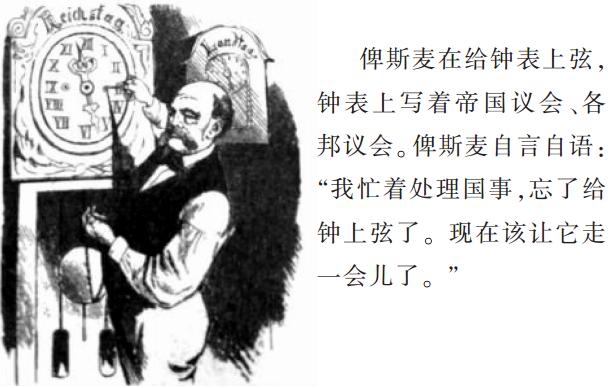 Reichstag
Landtag
俾斯麦在给钟表上弦，
钟表上写着帝国议会、各
邦议会。俾斯麦自言自语：
“我忙着处理国事，忘了给
钟上弦了。现在该让它走
一会儿了。”